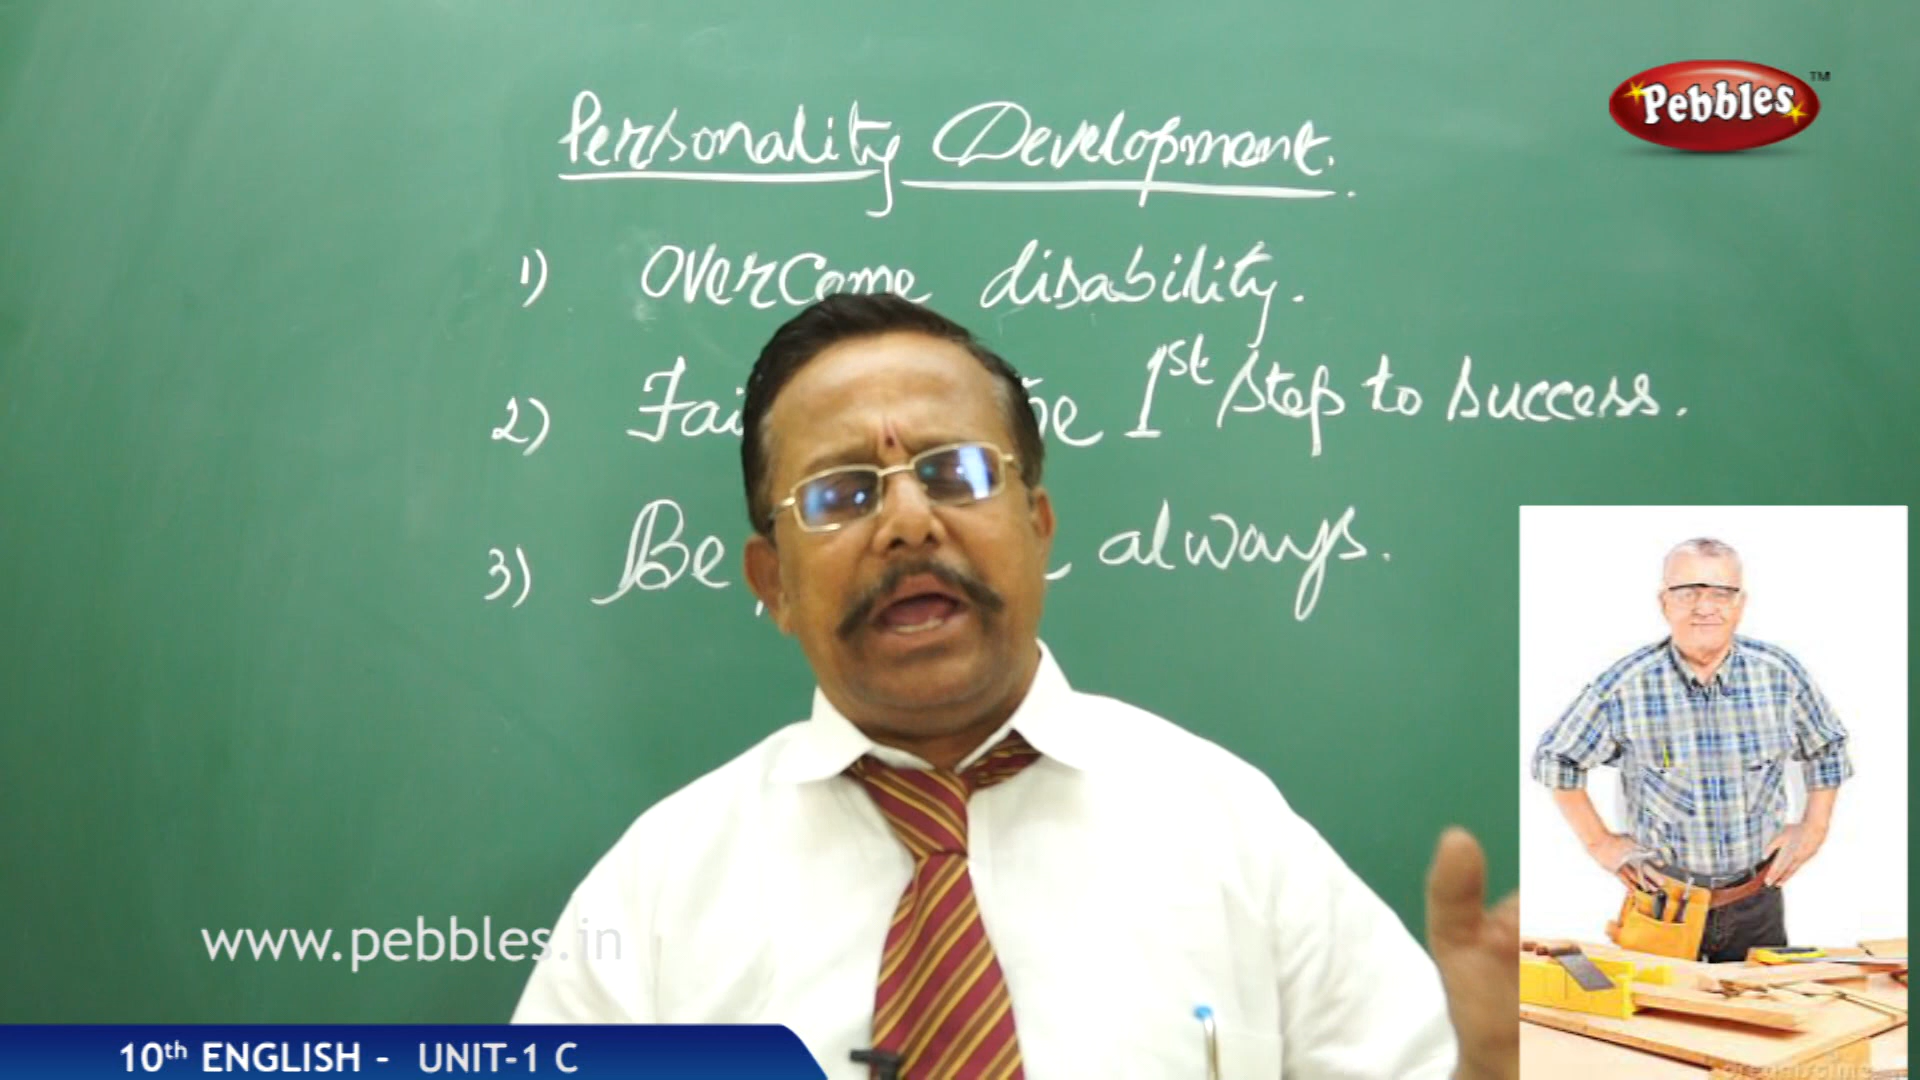 Pebbles TM
Personality Development.
1) Overcome disability.
2) 1st step to success.
3) Be always.
www.pebbles.in
10th ENGLISH - UNIT-1 C